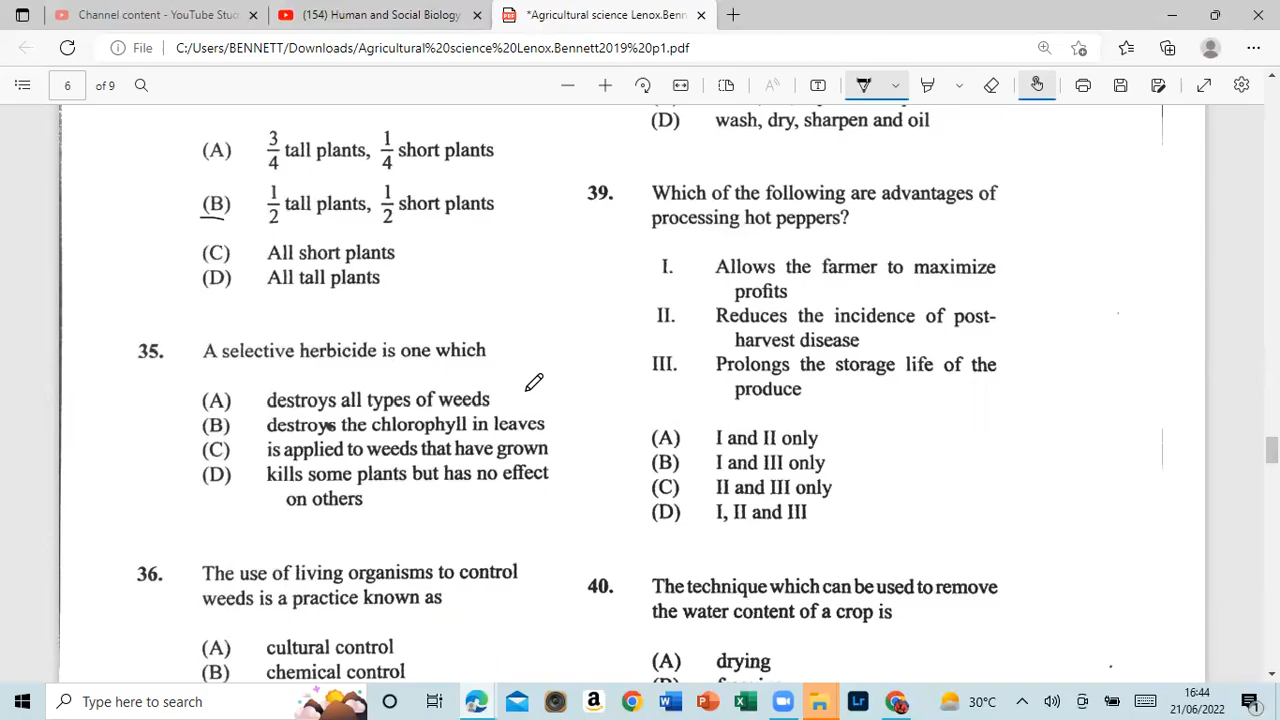 Channel content - YouTube Studio
(154) Human Biology - YouTube
*Agricultural science Lenox.Benn
File
C:/Users/BENNETT/Downloads/Agricultural%20science%20Lenox.Bennett2019%20p1.pdf
6 of 9
(A) 3/4 tall plants, 1/4 short plants
(B) 1/2 tall plants, 1/2 short plants
(C) All short plants
(D) All tall plants
35. A selective herbicide is one which
(A) destroys all types of weeds
(B) destroys the chlorophyll in leaves
(C) is applied to weeds that have grown
(D) kills some plants but has no effect
on others
36. The use of living organisms to control
weeds is a practice known as
(A) cultural control
(B) chemical control
(D) wash, dry, sharpen and oil
39. Which of the following are advantages of
processing hot peppers?
I. Allows the farmer to maximize
profits
II. Reduces the incidence of post-
harvest disease
III. Prolongs the storage life of the
produce
(A) I and II only
(B) I and III only
(C) II and III only
(D) I, II and III
40. The technique which can be used to remove
the water content of a crop is
(A) drying
Type here to search
30°C
16:44
21/06/2022